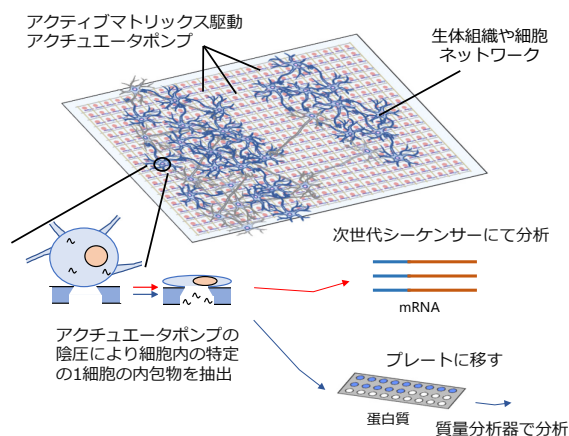 アクティブマトリックス駆動
アクチュエータポンプ
生体組織や細胞
ネットワーク
次世代シーケンサーにて分析
mRNA
アクチュエータポンプの
陰圧により細胞内の特定
の1細胞の内包物を抽出
プレートに移す
蛋白質
質量分析器で分析